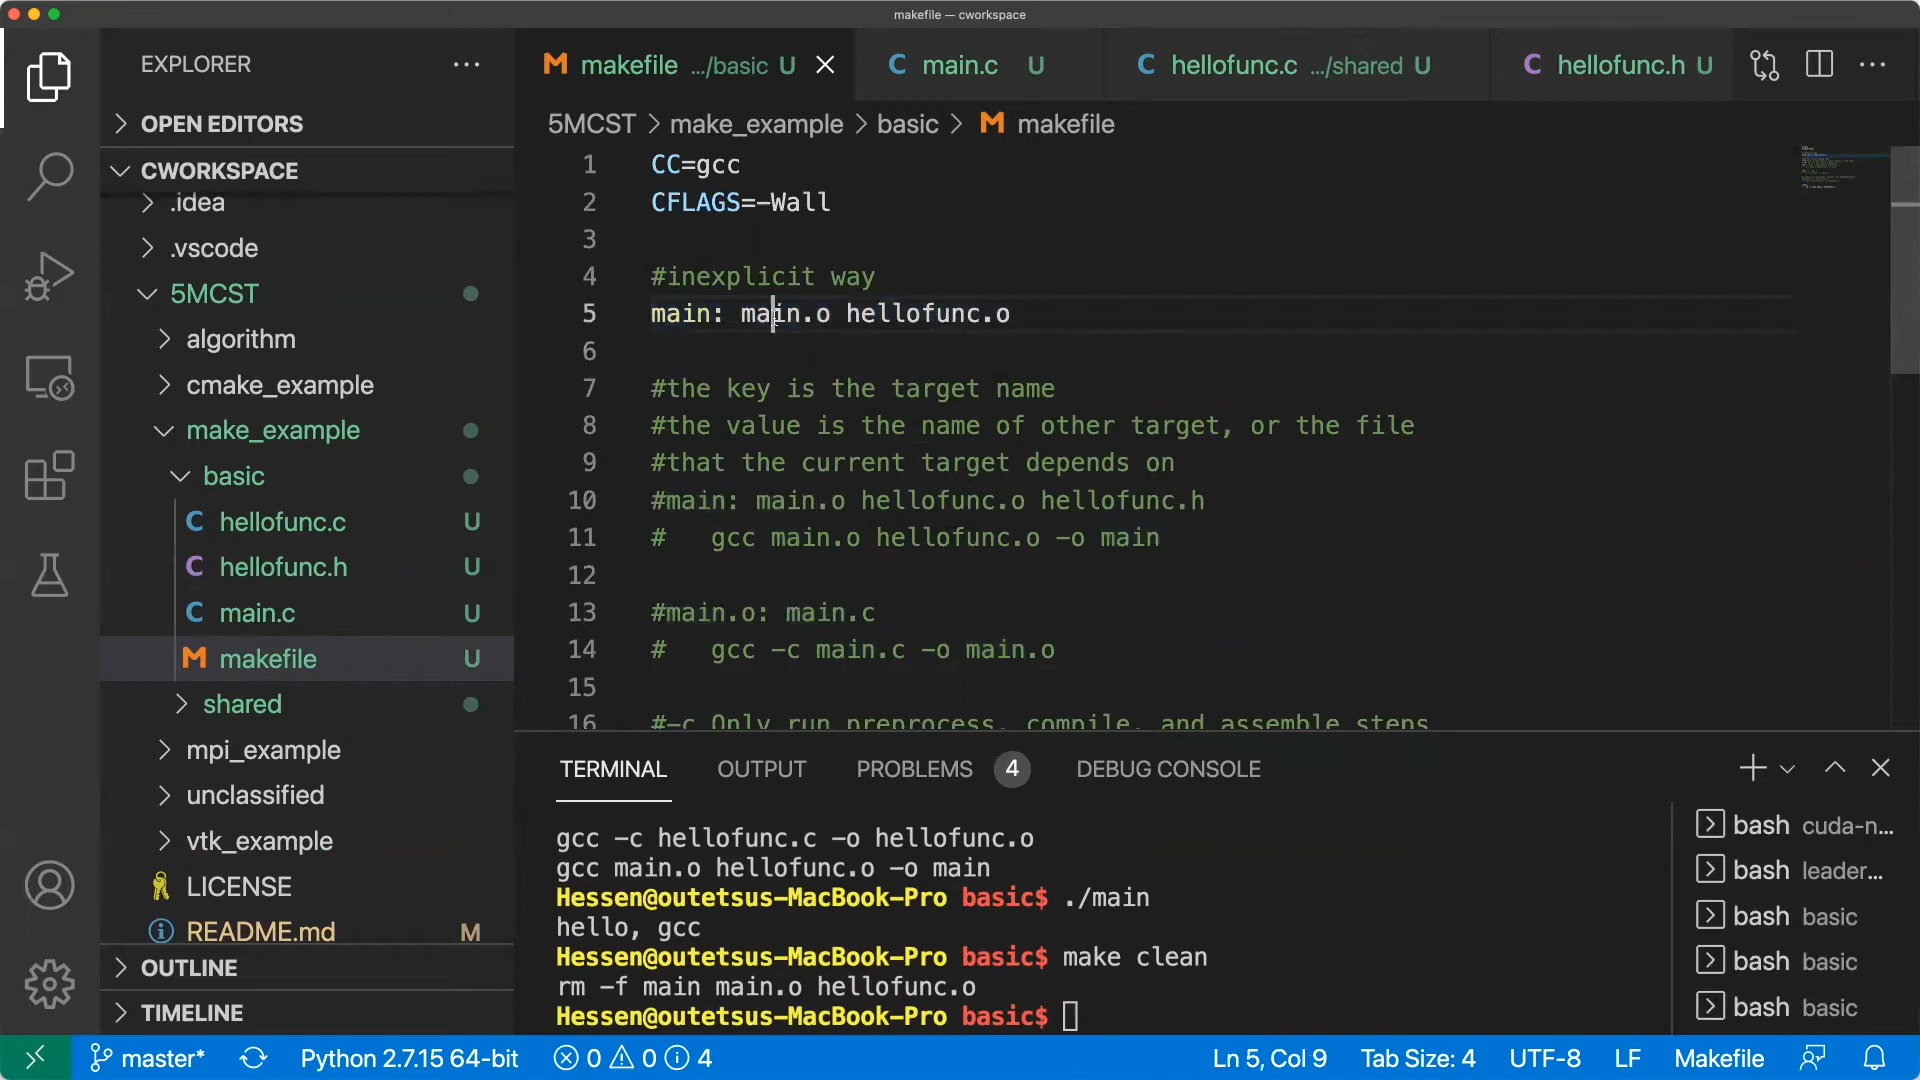 makefile — cworkspace
EXPLORER
OPEN EDITORS
CWORKSPACE
.idea
.vscode
5MCST
algorithm
cmake_example
make_example
basic
C hellofunc.c U
C hellofunc.h U
C main.c U
M makefile U
shared
mpi_example
unclassified
vtk_example
LICENSE
README.md M
OUTLINE
TIMELINE
M makefile .../basic U
C main.c U
C hellofunc.c .../shared U
C hellofunc.h U
5MCST > make_example > basic > M makefile
1 CC=gcc
2 CFLAGS=-Wall
3
4 #inexplicit way
5 main: main.o hellofunc.o
6
7 #the key is the target name
8 #the value is the name of other target, or the file
9 #that the current target depends on
10 #main: main.o hellofunc.o hellofunc.h
11 # gcc main.o hellofunc.o -o main
12
13 #main.o: main.c
14 # gcc -c main.c -o main.o
15
16 #-c Only run preprocess, compile, and assemble steps
TERMINAL OUTPUT PROBLEMS 4 DEBUG CONSOLE
gcc -c hellofunc.c -o hellofunc.o
gcc main.o hellofunc.o -o main
Hessen@outetsus-MacBook-Pro basic$ ./main
hello, gcc
Hessen@outetsus-MacBook-Pro basic$ make clean
rm -f main main.o hellofunc.o
Hessen@outetsus-MacBook-Pro basic$
bash cuda-n...
bash leader...
bash basic
bash basic
bash basic
master* Python 2.7.15 64-bit 0 0 4 Ln 5, Col 9 Tab Size: 4 UTF-8 LF Makefile